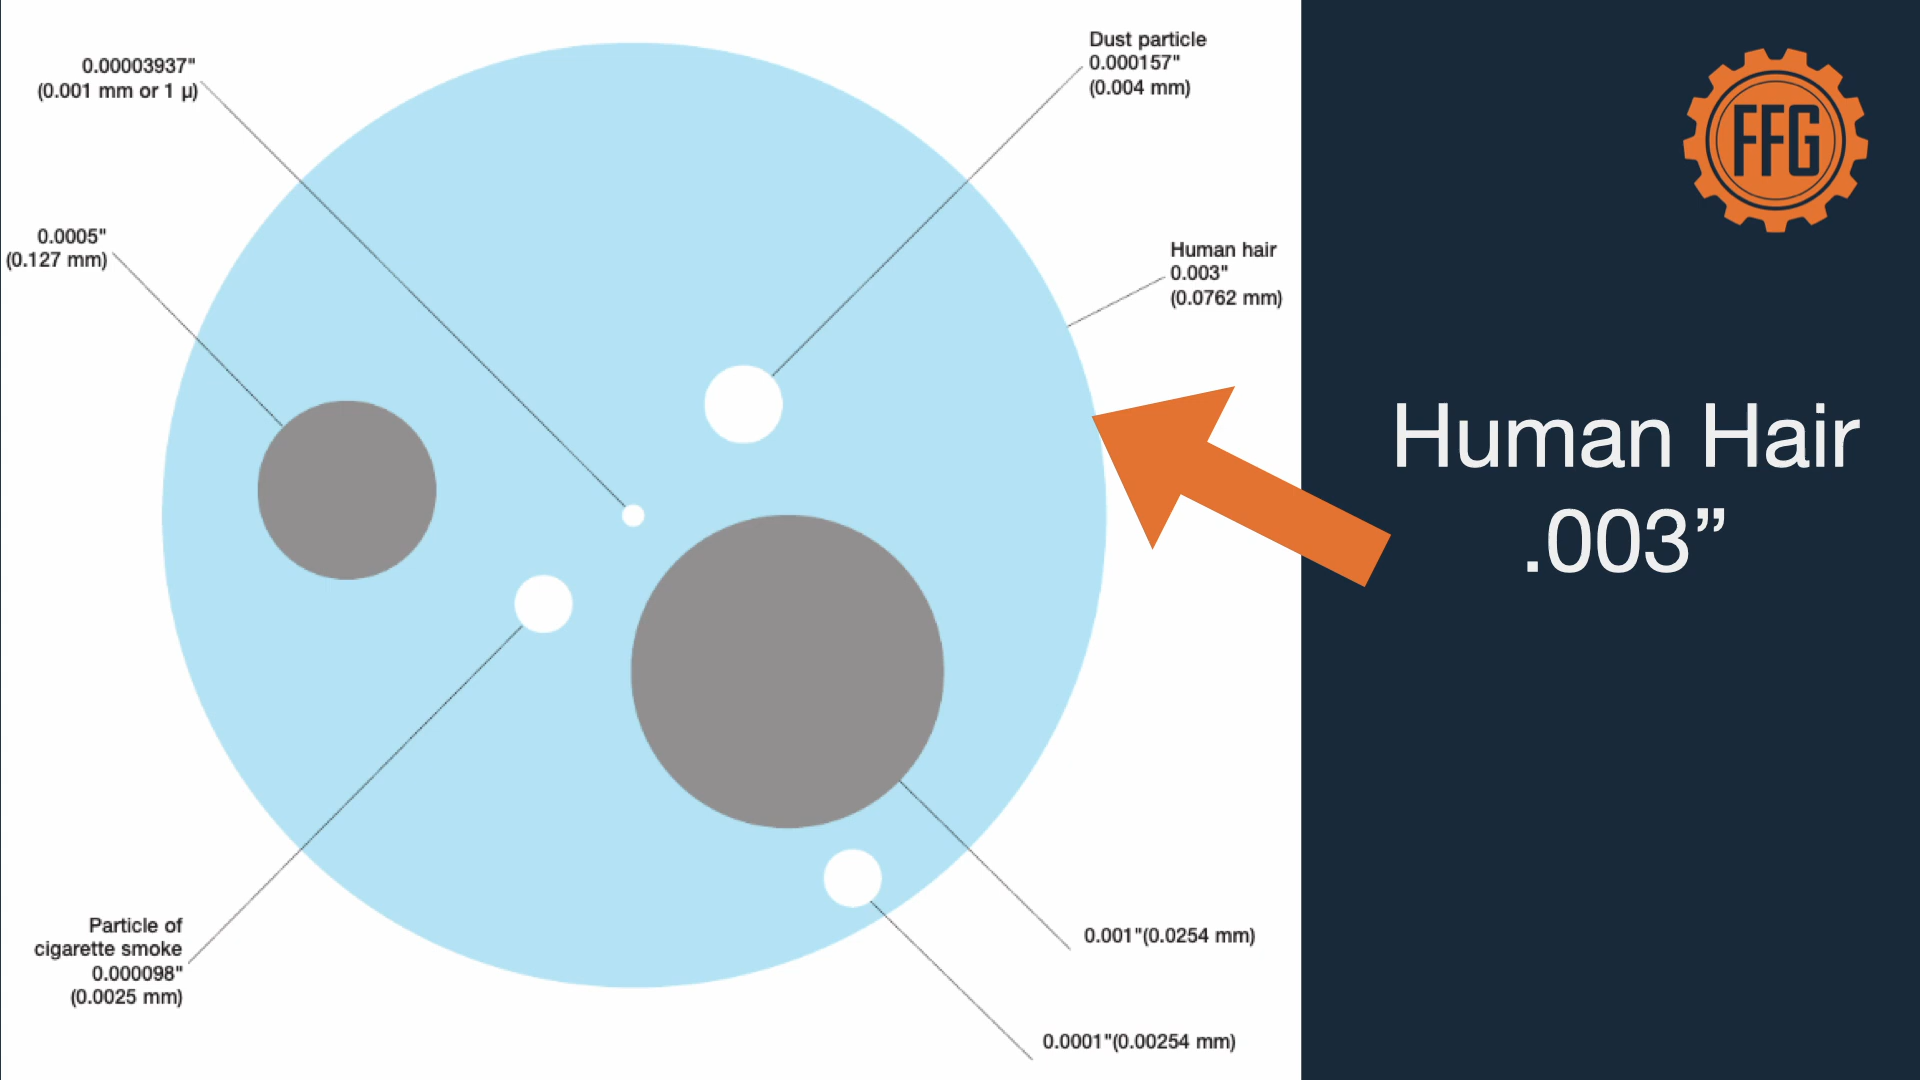 0.00003937"
(0.001 mm or 1 µ)
Dust particle
0.000157"
(0.004 mm)
FFG
0.0005"
(0.127 mm)
Human hair
0.003"
(0.0762 mm)
Human Hair
.003”
Particle of
cigarette smoke
0.000098"
(0.0025 mm)
0.001"(0.0254 mm)
0.0001"(0.00254 mm)